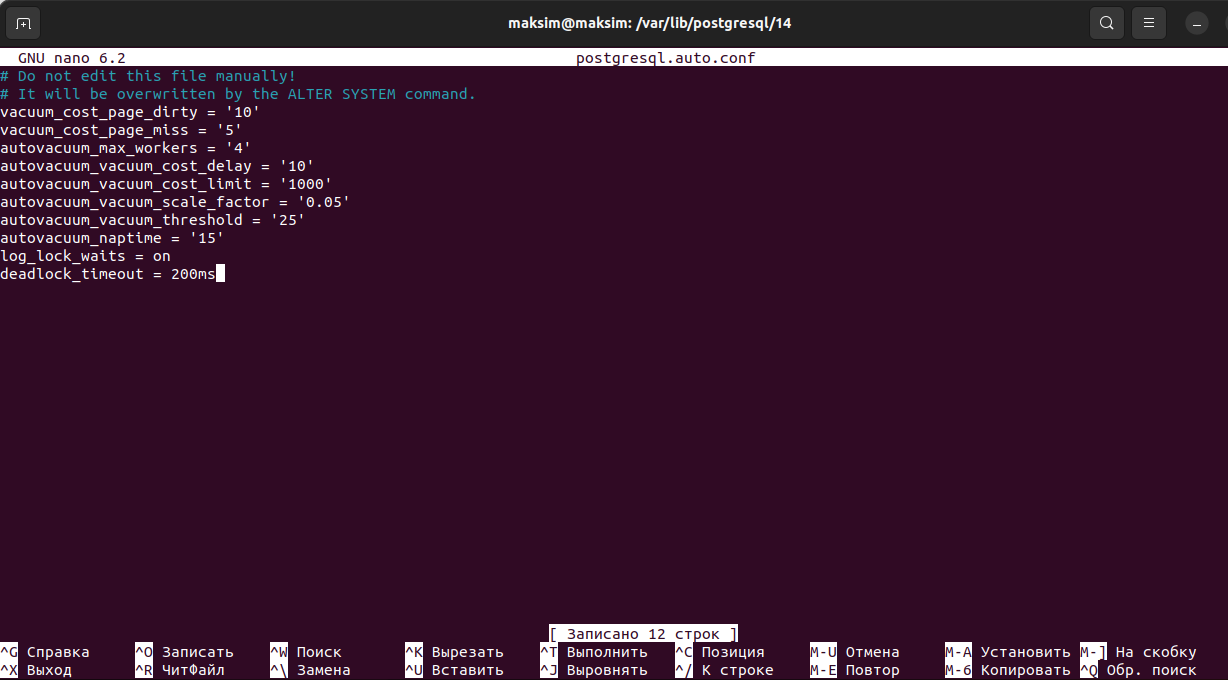 maksim@maksim: /var/lib/postgresql/14
GNU nano 6.2 postgresql.auto.conf
# Do not edit this file manually!
# It will be overwritten by the ALTER SYSTEM command.
vacuum_cost_page_dirty = '10'
vacuum_cost_page_miss = '5'
autovacuum_max_workers = '4'
autovacuum_vacuum_cost_delay = '10'
autovacuum_vacuum_cost_limit = '1000'
autovacuum_vacuum_scale_factor = '0.05'
autovacuum_vacuum_threshold = '25'
autovacuum_naptime = '15'
log_lock_waits = on
deadlock_timeout = 200ms
[ Записано 12 строк ]
^G Справка ^O Записать ^W Поиск ^K Вырезать ^T Выполнить ^C Позиция M-U Отмена M-A Установить M-] На скобку
^X Выход ^R ЧитФайл ^\ Замена ^U Вставить ^J Выровнять ^/ К строке M-E Повтор M-6 Копировать ^Q Обр. поиск